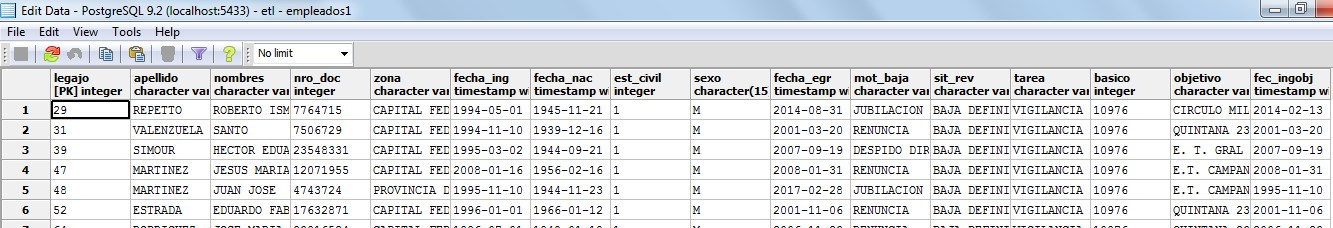 Edit Data - PostgreSQL 9.2 (localhost:5433) - etl - empleados1
File Edit View Tools Help
No limit
legajo apellido nombres nro_doc zona fecha_ing fecha_nac est_civil sexo fecha_egr mot_baja sit_rev tarea basico objetivo fec_ingobj
[PK] integer character var character var integer character var timestamp w timestamp w integer character(15 timestamp w character var character var character var integer character var timestamp w
1 29 REPETTO ROBERTO ISM 7764715 CAPITAL FED 1994-05-01 1945-11-21 1 M 2014-08-31 JUBILACION BAJA DEFINI VIGILANCIA 10976 CIRCULO MIL 2014-02-13
2 31 VALENZUELA SANTO 7506729 CAPITAL FED 1994-11-10 1939-12-16 1 M 2001-03-20 RENUNCIA BAJA DEFINI VIGILANCIA 10976 QUINTANA 23 2001-03-20
3 39 SIMOUR HECTOR EDUA 23548331 CAPITAL FED 1995-03-02 1944-09-21 1 M 2007-09-19 DESPIDO DIR BAJA DEFINI VIGILANCIA 10976 E. T. GRAL 2007-09-19
4 47 MARTINEZ JESUS MARIA 12071955 CAPITAL FED 2008-01-16 1956-02-16 1 M 2008-01-31 RENUNCIA BAJA DEFINI VIGILANCIA 10976 E.T. CAMPAN 2008-01-31
5 48 MARTINEZ JUAN JOSE 4743724 PROVINCIA D 1995-11-10 1944-11-23 1 M 2017-02-28 JUBILACION BAJA DEFINI VIGILANCIA 10976 E.T. CAMPAN 1995-11-10
6 52 ESTRADA EDUARDO FAB 17632871 CAPITAL FED 1996-01-01 1966-01-12 1 M 2001-11-06 RENUNCIA BAJA DEFINI VIGILANCIA 10976 QUINTANA 23 2001-11-06